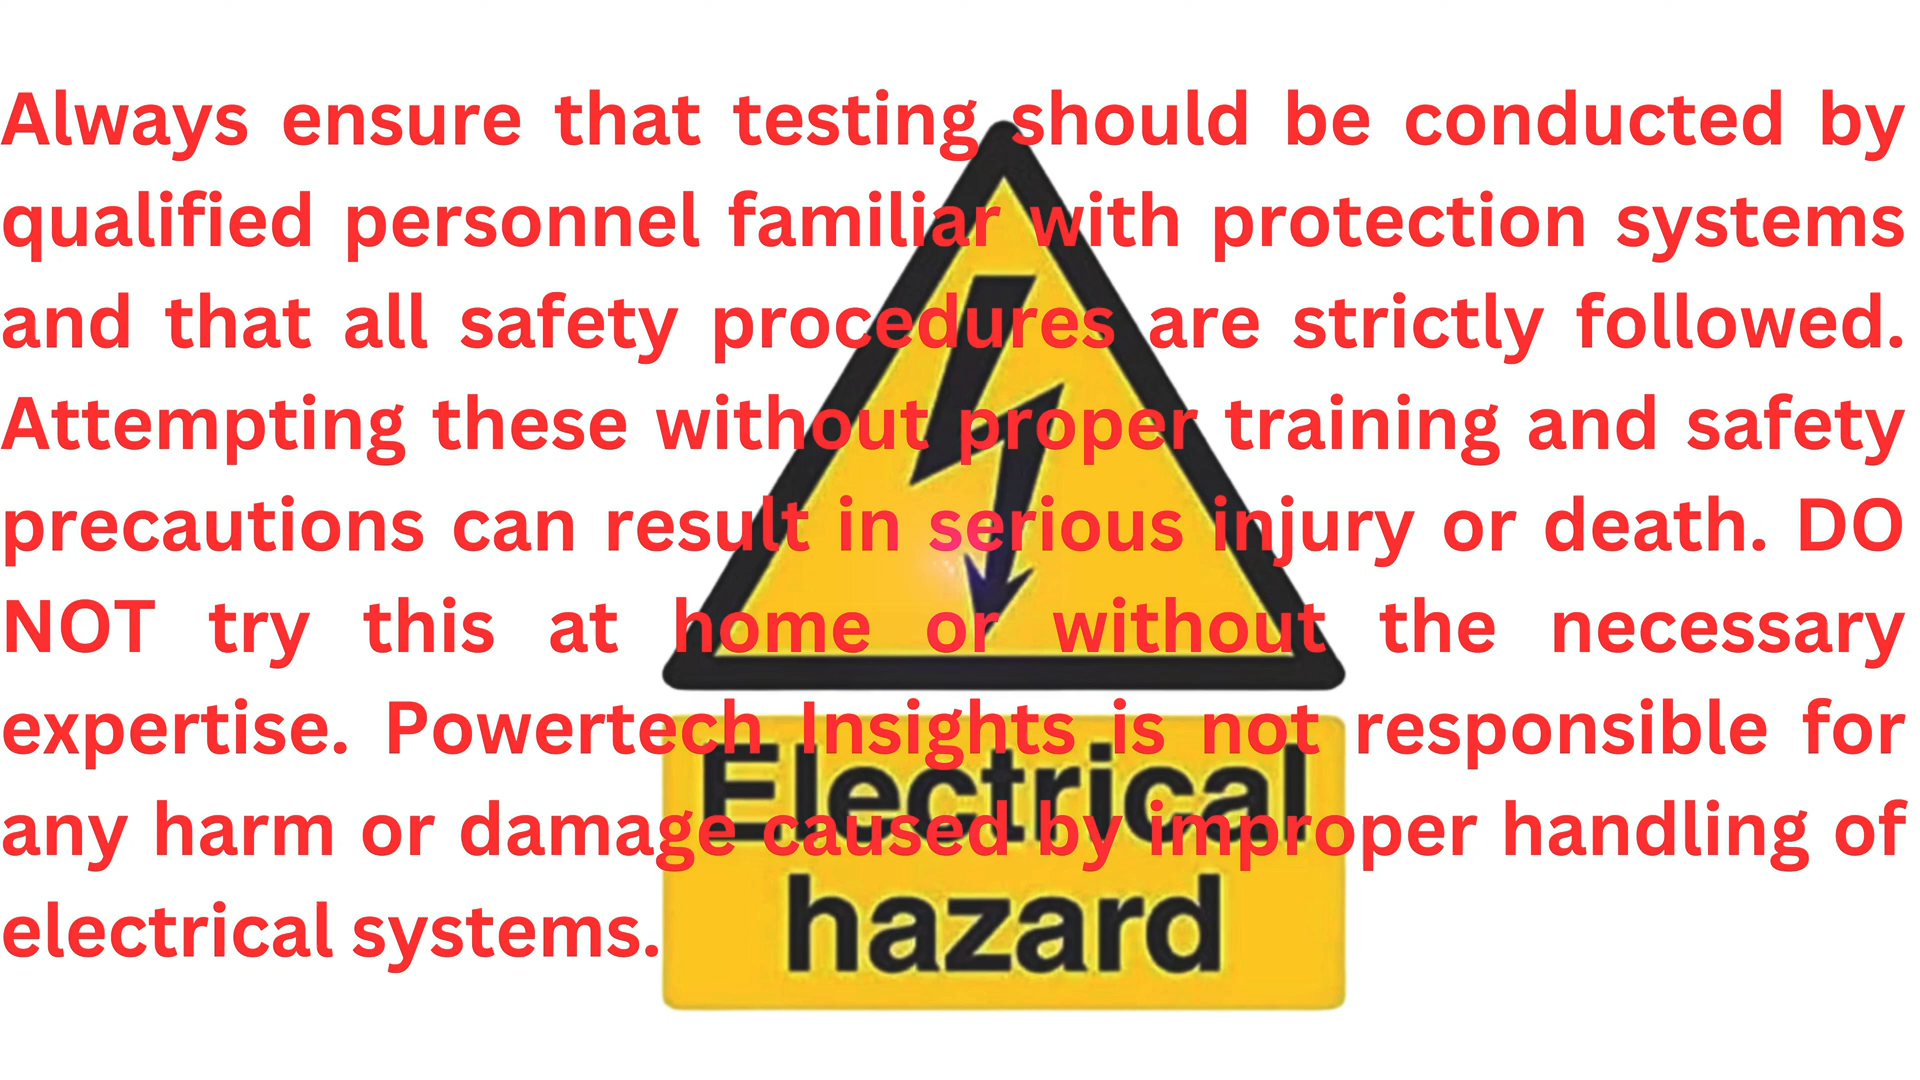 Always ensure that testing should be conducted by
qualified personnel familiar with protection systems
and that all safety procedures are strictly followed.
Attempting these without proper training and safety
precautions can result in serious injury or death. DO
NOT try this at home or without the necessary
expertise. Powertech Insights is not responsible for
any harm or damage caused by improper handling of
electrical systems.
Electrical
hazard